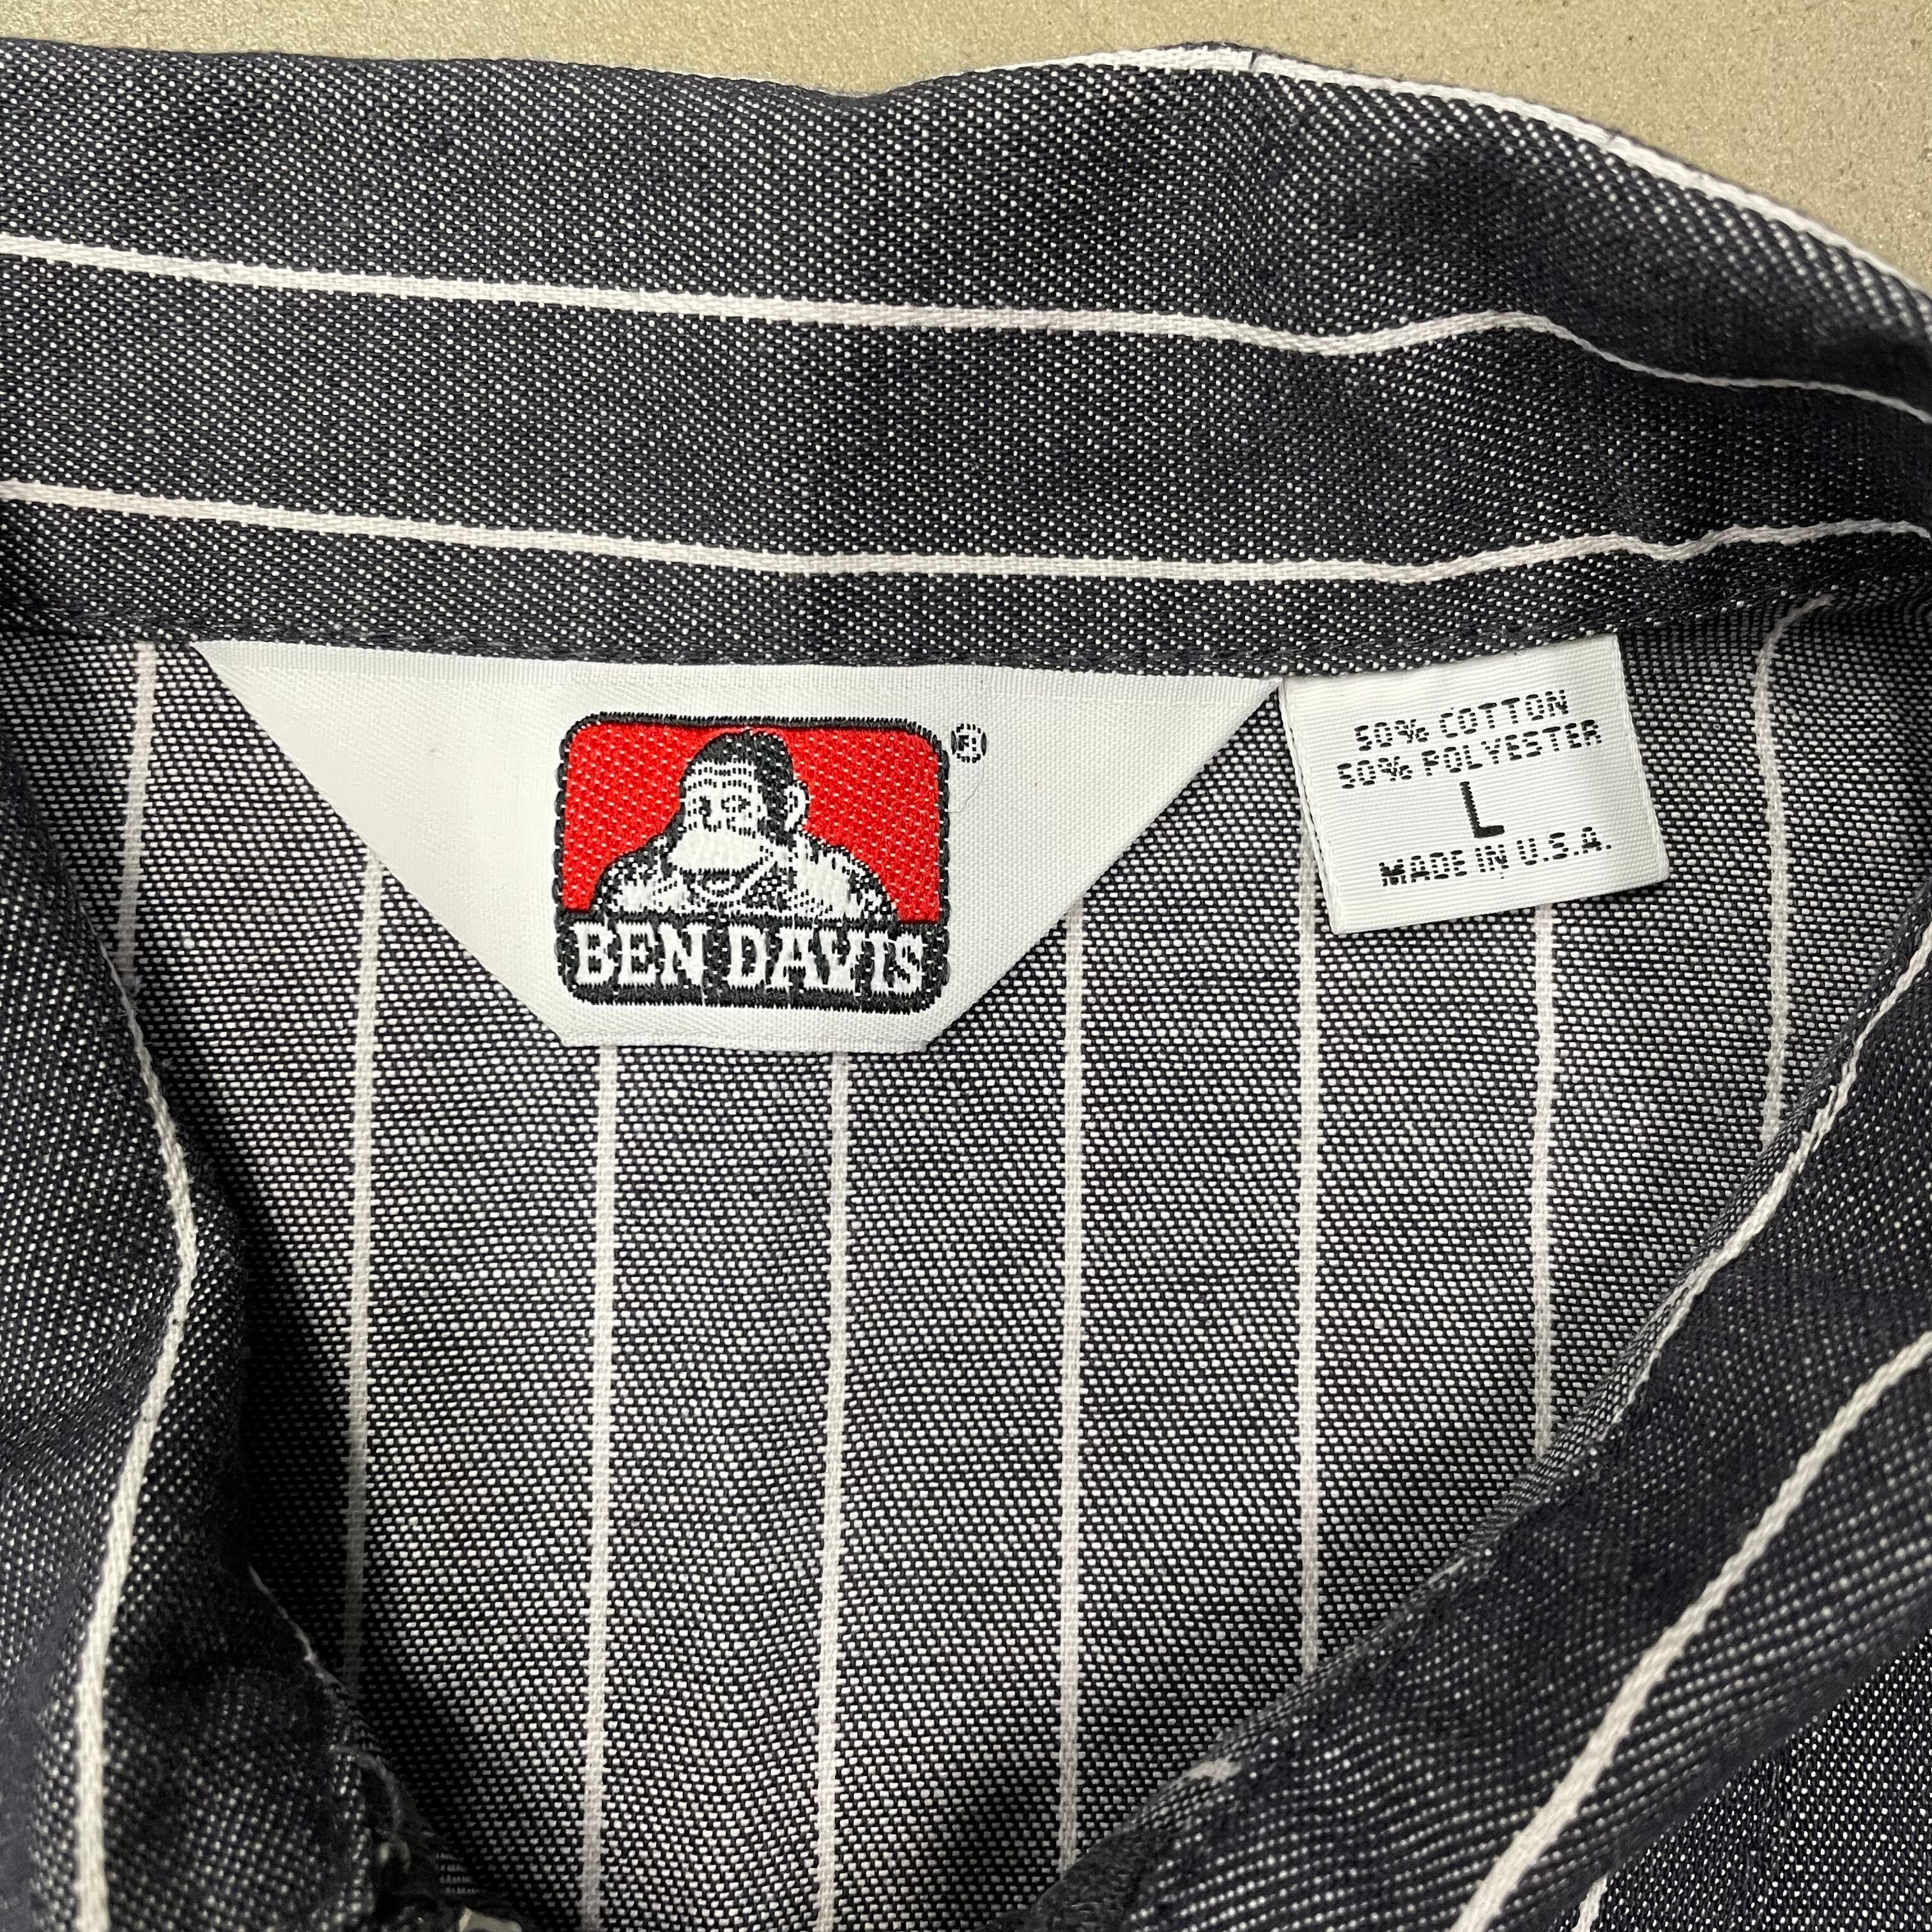 ®
BEN DAVIS
50% COTTON
50% POLYESTER
L
MADE IN U.S.A.